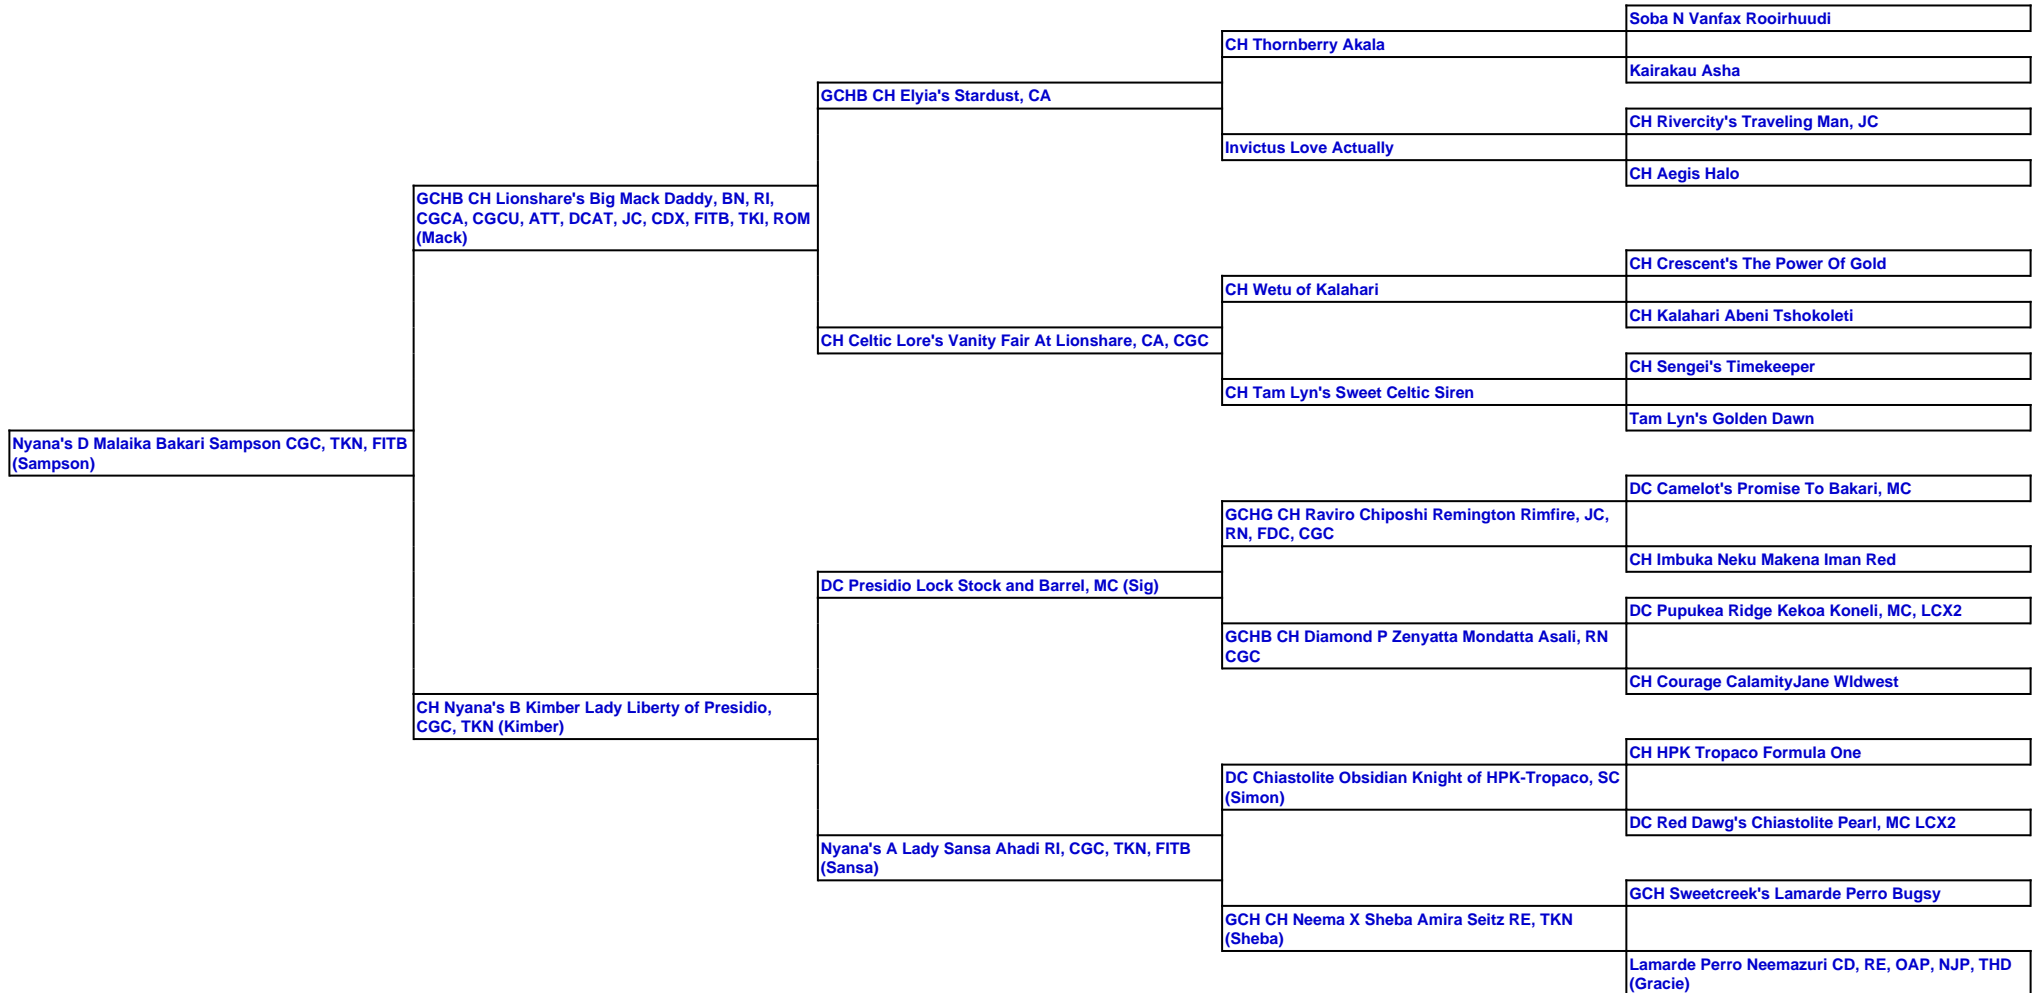 Soba N Vanfax Rooirhuudi
CH Thornberry Akala
Kairakau Asha
GCHB CH Elyia's Stardust, CA
CH Rivercity's Traveling Man, JC
Invictus Love Actually
CH Aegis Halo
GCHB CH Lionshare's Big Mack Daddy, BN, RI,
CGCA, CGCU, ATT, DCAT, JC, CDX, FITB, TKI, ROM
(Mack)
CH Crescent's The Power Of Gold
CH Wetu of Kalahari
CH Kalahari Abeni Tshokoleti
CH Celtic Lore's Vanity Fair At Lionshare, CA, CGC
CH Sengei's Timekeeper
CH Tam Lyn's Sweet Celtic Siren
Tam Lyn's Golden Dawn
Nyana's D Malaika Bakari Sampson CGC, TKN, FITB
(Sampson)
DC Camelot's Promise To Bakari, MC
GCHG CH Raviro Chiposhi Remington Rimfire, JC,
RN, FDC, CGC
CH Imbuka Neku Makena Iman Red
DC Presidio Lock Stock and Barrel, MC (Sig)
DC Pupukea Ridge Kekoa Koneli, MC, LCX2
GCHB CH Diamond P Zenyatta Mondatta Asali, RN
CGC
CH Courage CalamityJane Wldwest
CH Nyana's B Kimber Lady Liberty of Presidio,
CGC, TKN (Kimber)
CH HPK Tropaco Formula One
DC Chiastolite Obsidian Knight of HPK-Tropaco, SC
(Simon)
DC Red Dawg's Chiastolite Pearl, MC LCX2
Nyana's A Lady Sansa Ahadi RI, CGC, TKN, FITB
(Sansa)
GCH Sweetcreek's Lamarde Perro Bugsy
GCH CH Neema X Sheba Amira Seitz RE, TKN
(Sheba)
Lamarde Perro Neemazuri CD, RE, OAP, NJP, THD
(Gracie)